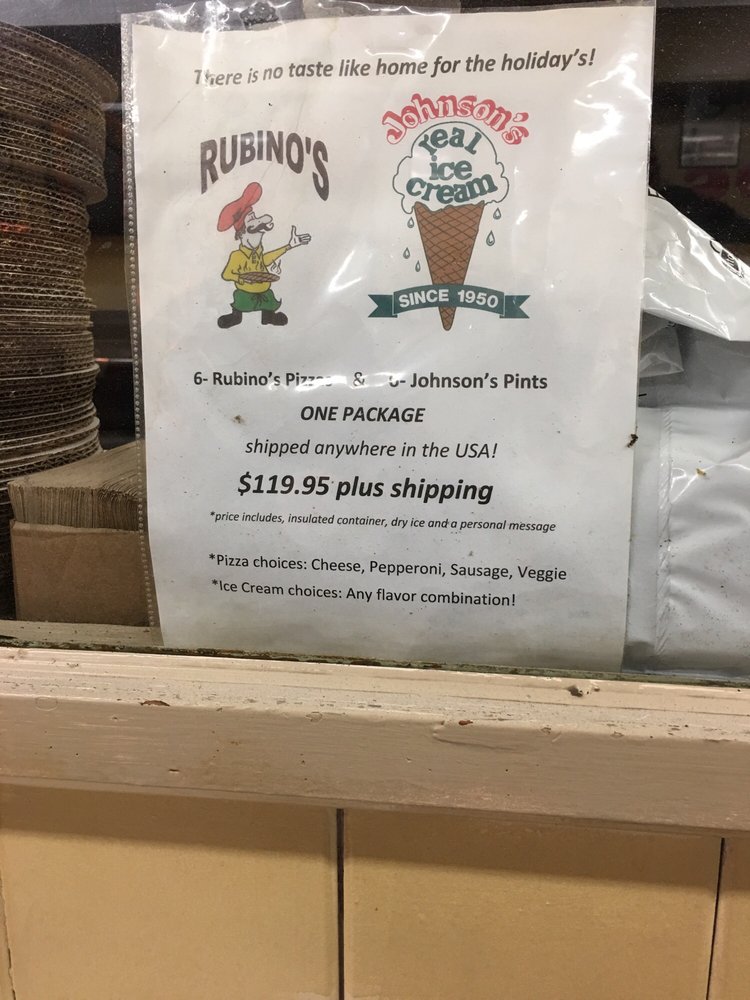 There is no taste like home for the holiday's!
RUBINO'S
Johnson's
real
ice
cream
SINCE 1950
6- Rubino's & Johnson's Pints
ONE PACKAGE
shipped anywhere in the USA!
$119.95 plus shipping
*price includes, insulated container, dry ice and a personal message
*Pizza choices: Cheese, Pepperoni, Sausage, Veggie
*Ice Cream choices: Any flavor combination!